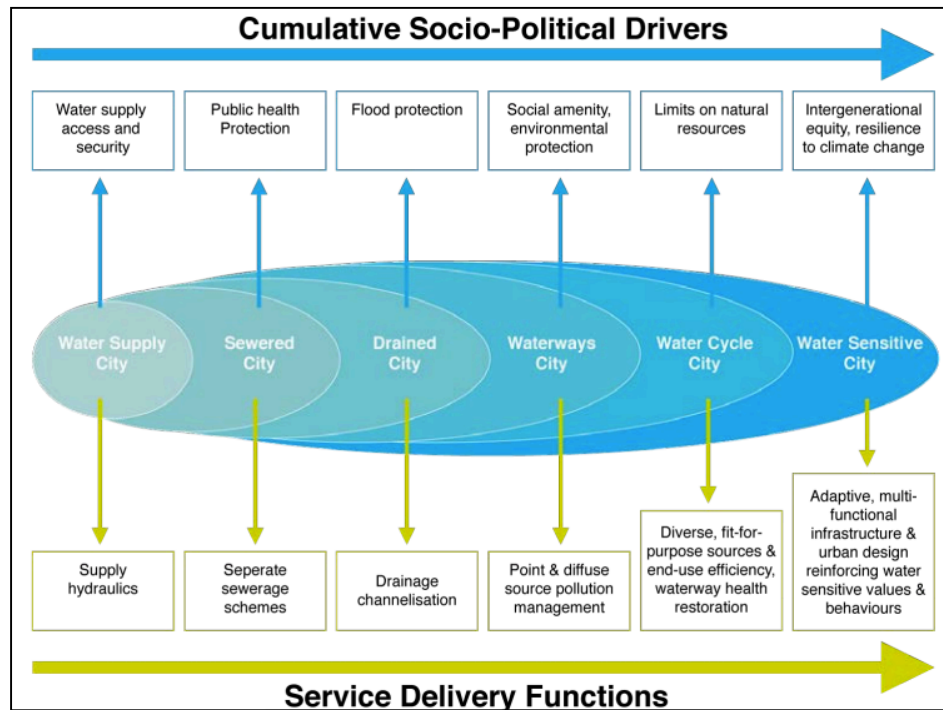 Cumulative Socio-Political Drivers
Water supply
access and
security
Public health
Protection
Flood protection
Social amenity,
environmental
protection
Limits on natural
resources
Intergenerational
equity, resilience
to climate change
Water Supply
City
Sewered
City
Drained
City
Waterways
City
Water Cycle
City
Water Sensitive
City
Supply
hydraulics
Seperate
sewerage
schemes
Drainage
channelisation
Point & diffuse
source pollution
management
Diverse, fit-for-
purpose sources &
end-use efficiency,
waterway health
restoration
Adaptive, multi-
functional
infrastructure &
urban design
reinforcing water
sensitive values &
behaviours
Service Delivery Functions